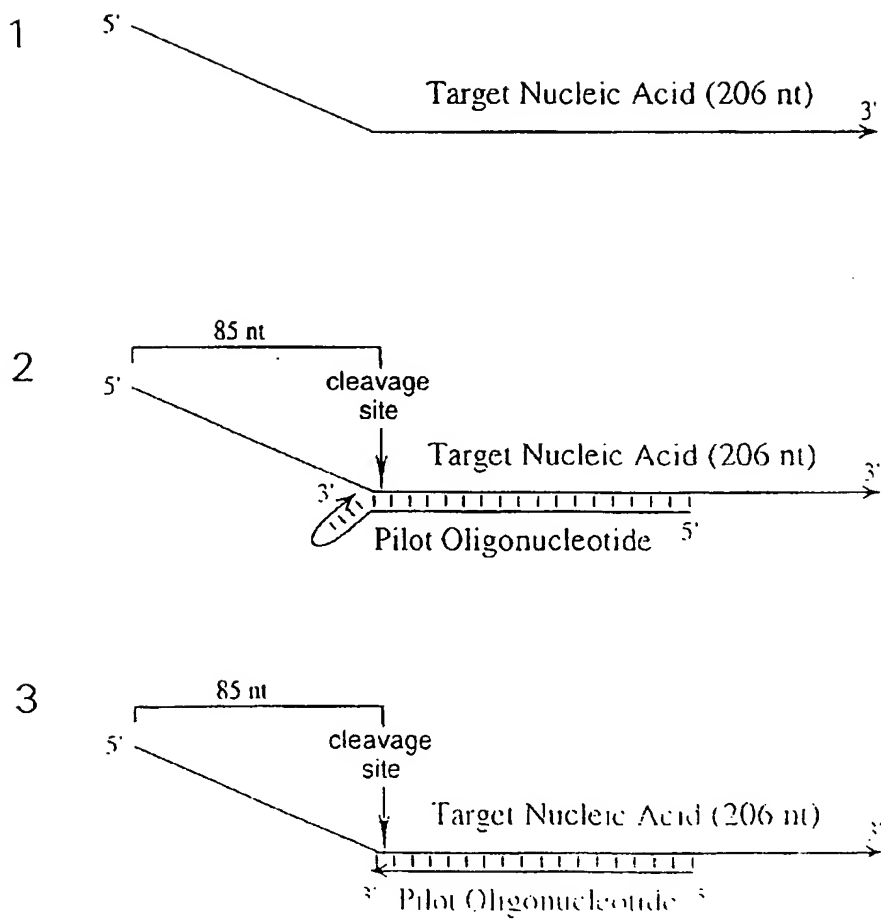 1
5'
Target Nucleic Acid (206 nt)
3'
2
85 nt
5'
cleavage
site
Target Nucleic Acid (206 nt)
3'
3'
Pilot Oligonucleotide 5'
3
85 nt
5'
cleavage
site
Target Nucleic Acid (206 nt)
3'
3' Pilot Oligonucleotide 5